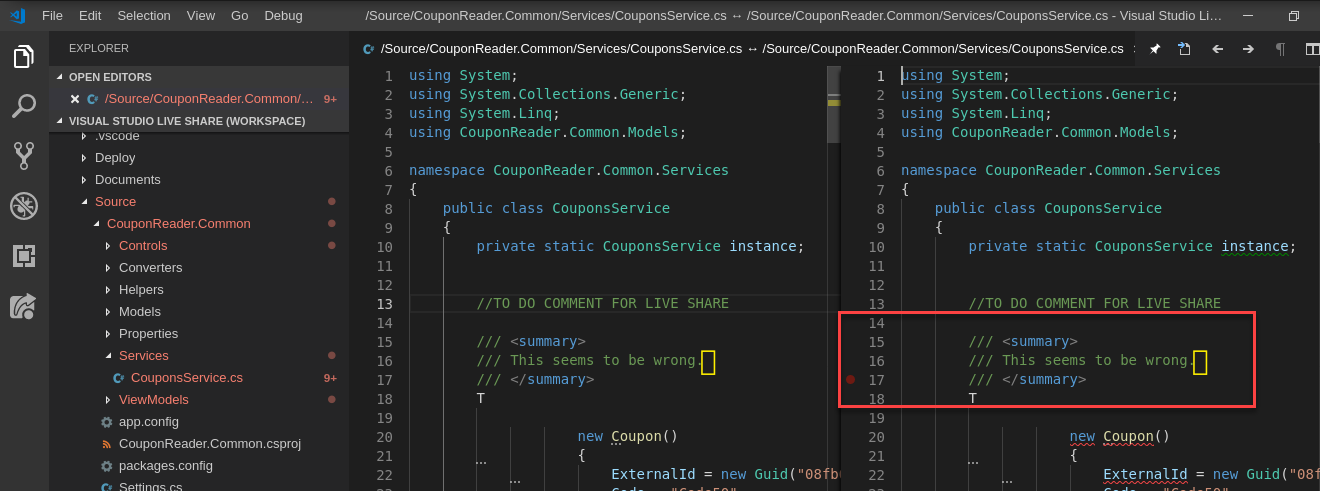 File Edit Selection View Go Debug /Source/CouponReader.Common/Services/CouponsService.cs ↔ /Source/CouponReader.Common/Services/CouponsService.cs - Visual Studio Li...
EXPLORER
OPEN EDITORS
/Source/CouponReader.Common/... 9+
VISUAL STUDIO LIVE SHARE (WORKSPACE)
.vscode
Deploy
Documents
Source
CouponReader.Common
Controls
Converters
Helpers
Models
Properties
Services
CouponsService.cs 9+
ViewModels
app.config
CouponReader.Common.csproj
packages.config
Settings.cs
/Source/CouponReader.Common/Services/CouponsService.cs ↔ /Source/CouponReader.Common/Services/CouponsService.cs
1 using System;
2 using System.Collections.Generic;
3 using System.Linq;
4 using CouponReader.Common.Models;
5
6 namespace CouponReader.Common.Services
7 {
8 public class CouponsService
9 {
10 private static CouponsService instance;
11
12
13 //TO DO COMMENT FOR LIVE SHARE
14
15 /// <summary>
16 /// This seems to be wrong.
17 /// </summary>
18 T
19
20 new Coupon()
21 {
22 ExternalId = new Guid("08fb
23 Code = "Code50"
1 using System;
2 using System.Collections.Generic;
3 using System.Linq;
4 using CouponReader.Common.Models;
5
6 namespace CouponReader.Common.Services
7 {
8 public class CouponsService
9 {
10 private static CouponsService instance;
11
12
13 //TO DO COMMENT FOR LIVE SHARE
14
15 /// <summary>
16 /// This seems to be wrong.
17 /// </summary>
18 T
19
20 new Coupon()
21 {
22 ExternalId = new Guid("08f
23 Code = "Code50"